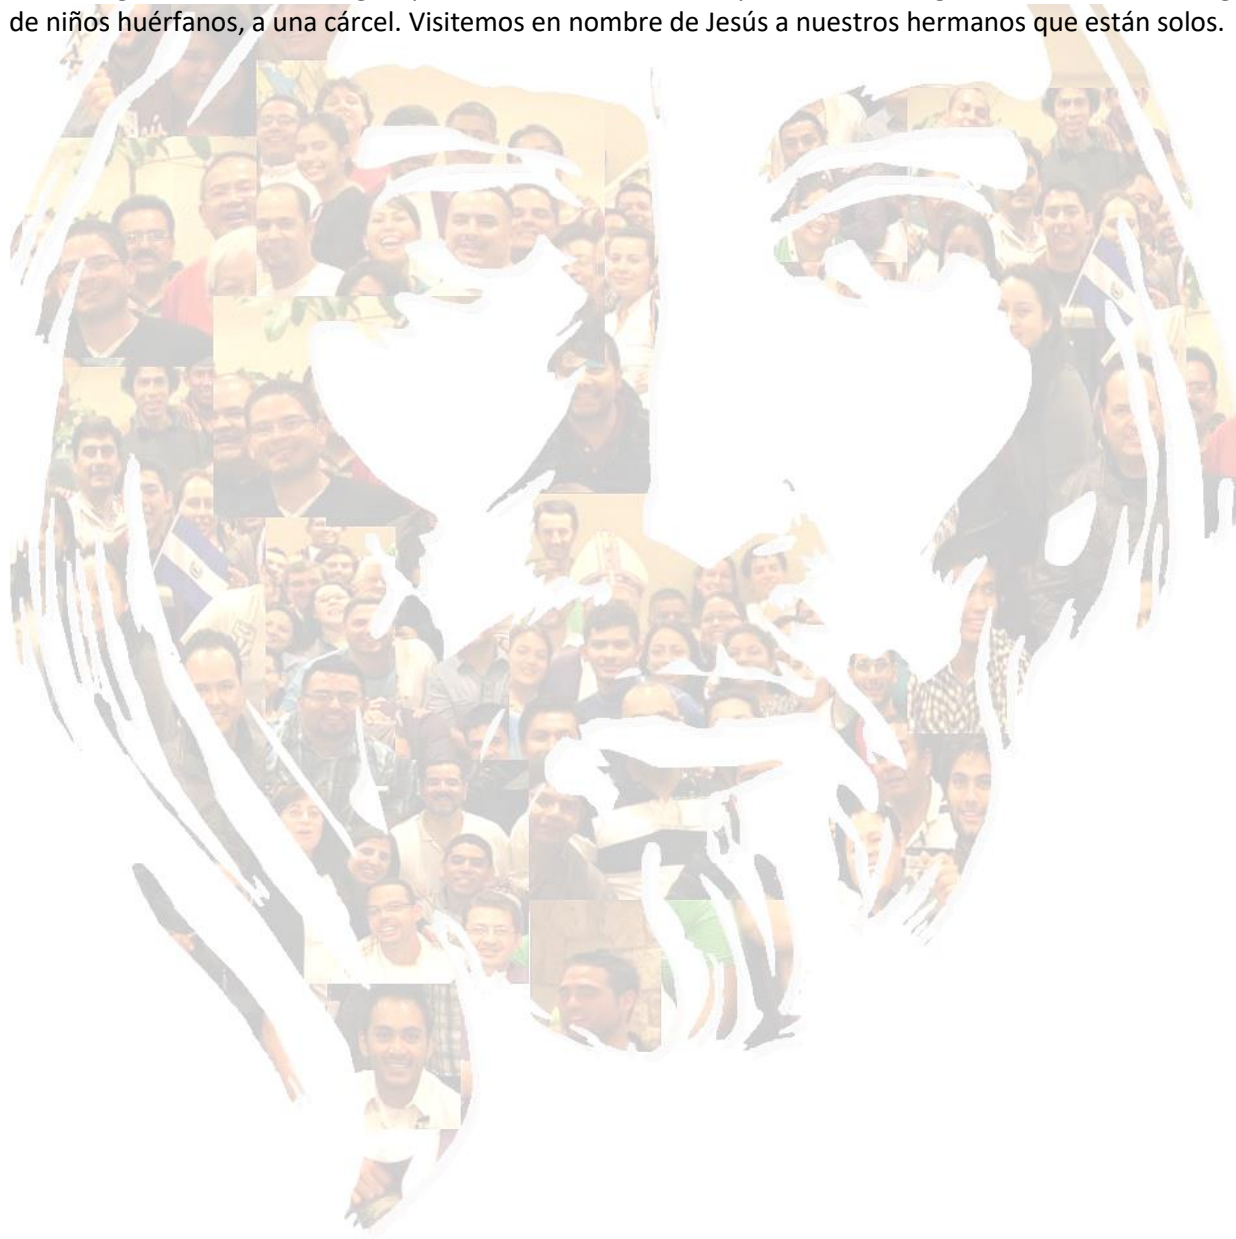 de niños huérfanos, a una cárcel. Visitemos en nombre de Jesús a nuestros hermanos que están solos.